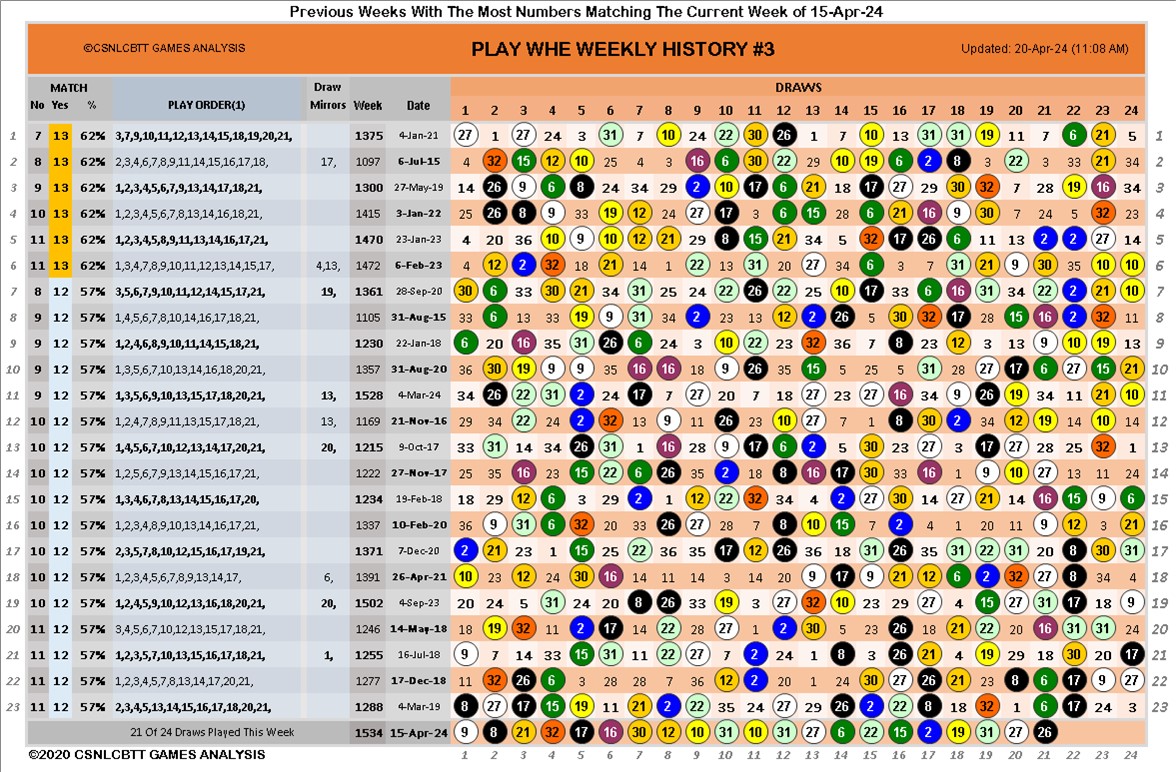 Previous Weeks With The Most Numbers Matching The Current Week of 15-Apr-24
©CSNLCBTT GAMES ANALYSIS PLAY WHE WEEKLY HISTORY #3 Updated: 20-Apr-24 (11:08 AM)
MATCH Draw DRAWS
No Yes % PLAY ORDER(1) Mirrors Week Date 1 2 3 4 5 6 7 8 9 10 11 12 13 14 15 16 17 18 19 20 21 22 23 24
1 7 13 62% 3,7,9,10,11,12,13,14,15,18,19,20,21, 1375 4-Jan-21 27 1 27 24 3 31 7 10 24 22 30 26 1 7 10 13 31 31 19 11 7 6 21 5 1
2 8 13 62% 2,3,4,6,7,8,9,11,14,15,16,17,18, 17, 1097 6-Jul-15 4 32 15 12 10 25 4 3 16 6 30 22 29 10 19 6 2 8 3 22 3 33 21 34 2
3 9 13 62% 1,2,3,4,5,6,7,9,13,14,17,18,21, 1300 27-May-19 14 26 9 6 8 24 34 29 2 10 17 6 21 18 17 27 29 30 32 7 28 19 16 34 3
4 10 13 62% 1,2,3,4,5,6,7,8,13,14,16,18,21, 1415 3-Jan-22 25 26 8 9 33 19 12 24 27 17 3 6 15 28 6 21 16 9 30 7 24 5 32 23 4
5 11 13 62% 1,2,3,4,5,8,9,11,13,14,16,17,21, 1470 23-Jan-23 4 20 36 10 9 10 12 21 29 8 15 21 34 5 32 17 26 6 11 13 2 2 27 14 5
6 11 13 62% 1,3,4,7,8,9,10,11,12,13,14,15,17, 4,13, 1472 6-Feb-23 4 12 2 32 18 21 14 1 22 13 31 20 27 34 6 3 7 31 21 9 30 35 10 10 6
7 8 12 57% 3,5,6,7,9,10,11,12,14,15,17,21, 19, 1361 28-Sep-20 30 6 33 30 21 34 31 25 24 22 26 22 25 10 17 33 6 16 31 34 22 2 21 10 7
8 9 12 57% 1,4,5,6,7,8,10,14,16,17,18,21, 1105 31-Aug-15 33 6 13 33 19 9 31 33 2 23 13 12 2 26 5 30 32 17 28 15 16 2 32 11 8
9 9 12 57% 1,2,4,6,8,9,11,14,15,18,21, 1230 22-Jan-18 6 20 16 35 31 26 6 24 3 10 22 23 32 36 7 8 23 12 3 13 9 10 19 13 9
10 9 12 57% 1,3,5,6,7,10,13,14,16,18,20,21, 1357 31-Aug-20 36 30 19 9 9 35 16 16 18 9 26 35 15 5 25 5 31 28 27 17 6 27 15 21 10
11 9 12 57% 1,3,5,6,9,10,13,15,17,18,20,21, 13, 1528 4-Mar-24 34 26 22 31 2 24 17 7 27 20 7 18 27 23 27 16 34 9 26 19 34 11 21 10 11
12 10 12 57% 1,2,4,7,8,9,11,13,15,17,18,21, 13, 1169 21-Nov-16 29 34 22 24 2 32 13 9 11 26 12 10 27 7 1 8 30 2 34 21 19 14 10 14 12
13 10 12 57% 1,4,5,6,7,10,12,13,14,17,20,21, 20, 1215 9-Oct-17 33 31 14 34 26 31 1 16 28 9 17 6 2 5 30 23 27 3 17 27 28 25 32 1 13
14 10 12 57% 1,2,5,6,7,9,13,14,15,16,17,21, 1222 27-Nov-17 25 35 16 23 15 22 6 26 35 2 18 8 16 17 30 33 16 1 9 10 27 13 11 24 14
15 10 12 57% 1,3,4,6,7,8,13,14,15,16,17,20, 1234 19-Feb-18 18 29 12 6 3 29 2 1 12 22 32 34 4 2 27 30 14 27 21 14 16 15 9 6 15
16 10 12 57% 1,2,3,4,8,9,10,13,14,16,17,21, 1337 10-Feb-20 36 9 31 6 32 20 33 26 27 28 7 8 10 15 7 2 4 1 20 11 9 12 3 21 16
17 10 12 57% 2,3,5,7,8,10,12,15,16,17,19,21, 1371 7-Dec-20 2 21 23 1 15 25 22 36 35 17 12 26 36 18 31 26 35 31 22 31 20 8 30 31 17
18 10 12 57% 1,2,3,4,5,6,7,8,9,13,14,17, 6, 1391 26-Apr-21 10 23 12 24 30 16 14 11 14 3 14 20 9 17 9 21 12 6 2 32 27 8 34 4 18
19 10 12 57% 1,2,4,5,9,10,12,13,16,18,20,21, 20, 1502 4-Sep-23 20 24 5 31 24 20 8 26 33 19 3 27 32 10 23 29 27 4 15 27 31 17 18 9 19
20 11 12 57% 3,4,5,6,7,10,12,13,15,17,18,21, 1246 14-May-18 18 19 32 11 2 17 14 22 28 27 1 2 30 5 23 26 18 21 22 20 16 31 31 24 20
21 11 12 57% 1,2,3,5,7,10,13,16,17,18,21, 1, 1255 16-Jul-18 9 7 14 33 15 31 11 22 27 7 2 24 1 8 3 26 21 4 19 29 18 30 20 17 21
22 11 12 57% 1,2,3,4,5,7,8,13,14,17,20,21, 1277 17-Dec-18 11 32 26 6 3 28 28 7 36 12 2 20 1 15 30 27 26 21 23 8 6 17 9 27 22
23 11 12 57% 2,3,4,5,13,14,15,16,17,18,20,21, 1288 4-Mar-19 8 27 17 15 19 11 21 2 22 35 24 27 29 14 26 2 22 8 18 32 1 6 17 24 3 23
21 Of 24 Draws Played This Week 1534 15-Apr-24 9 8 21 32 17 16 30 12 10 31 10 31 27 6 22 15 2 19 31 27 26
©2020 CSNLCBTT GAMES ANALYSIS 1 2 3 4 5 6 7 8 9 10 11 12 13 14 15 16 17 18 19 20 21 22 23 24